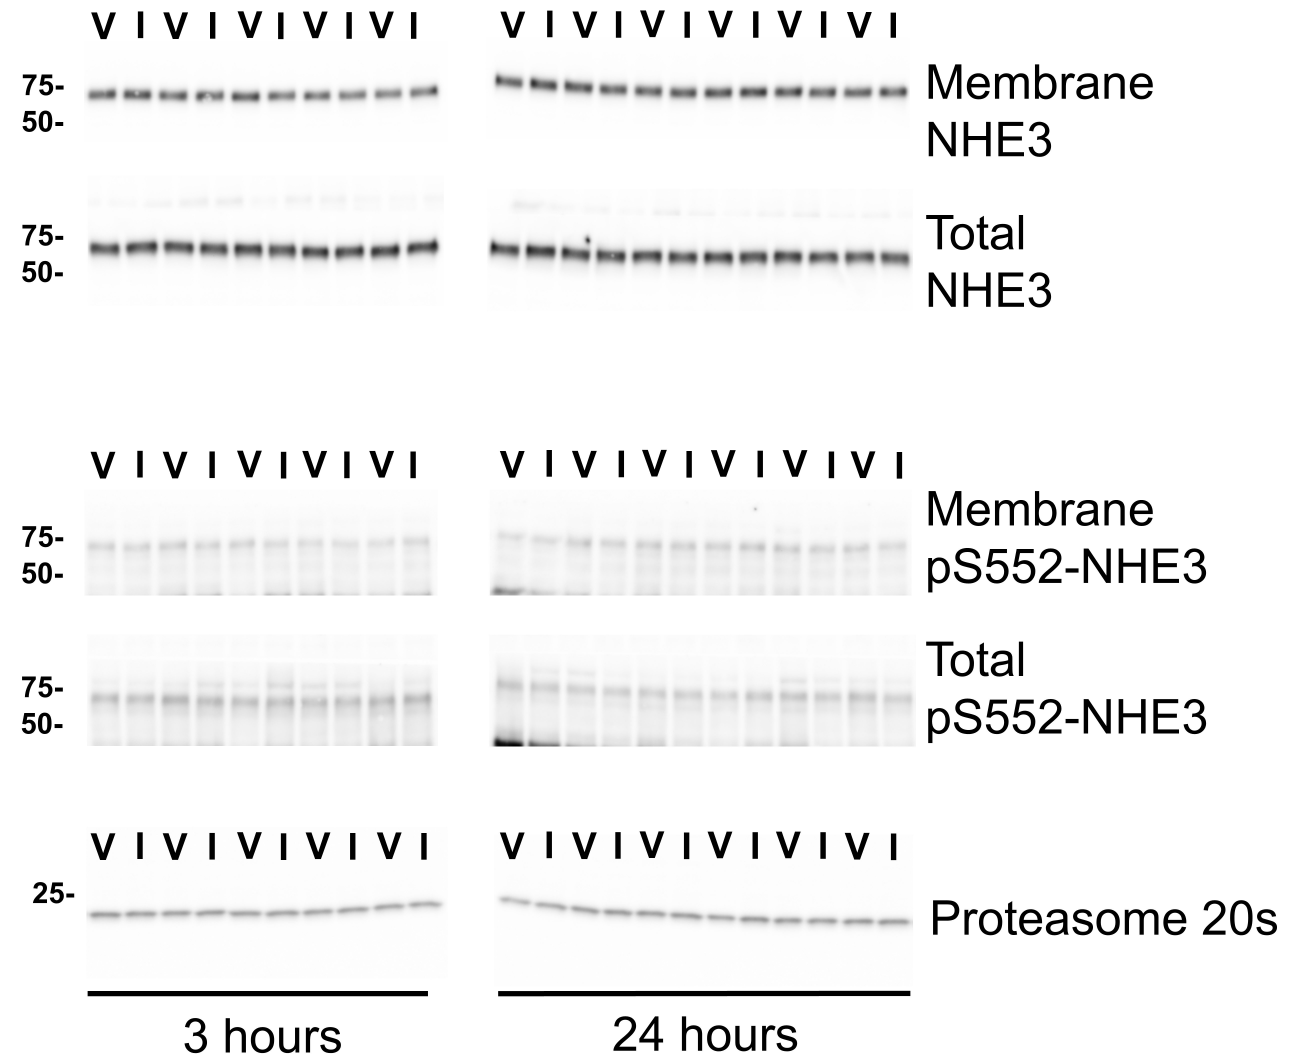 V I V I V I V I V I V I V I V I V I V I V I
75-
50-
Membrane
NHE3
75-
50-
Total
NHE3
V I V I V I V I V I V I V I V I V I V I V I
75-
50-
Membrane
pS552-NHE3
75-
50-
Total
pS552-NHE3
V I V I V I V I V I V I V I V I V I V I V I
25-
Proteasome 20s
3 hours 24 hours